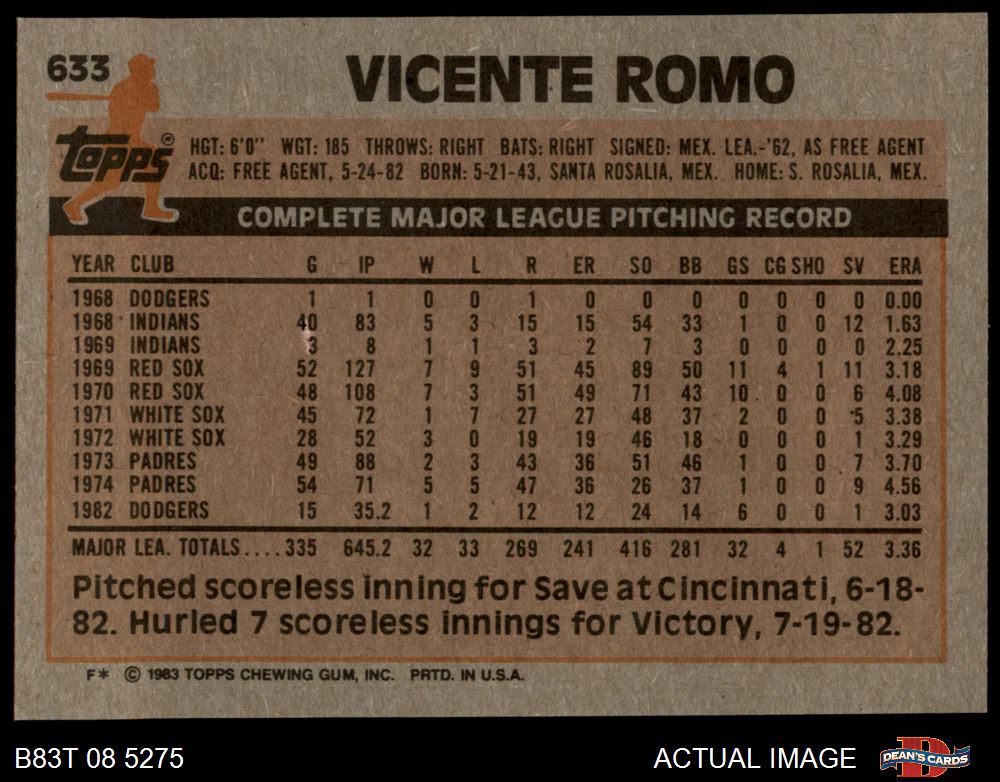 633
VICENTE ROMO
topps®
HGT: 6'0" WGT: 185 THROWS: RIGHT BATS: RIGHT SIGNED: MEX. LEA.-'62, AS FREE AGENT
ACQ: FREE AGENT, 5-24-82 BORN: 5-21-43, SANTA ROSALIA, MEX. HOME: S. ROSALIA, MEX.
COMPLETE MAJOR LEAGUE PITCHING RECORD
YEAR CLUB G IP W L R ER SO BB GS CG SHO SV ERA
1968 DODGERS 1 1 0 0 1 0 0 0 0 0 0 0 0.00
1968 INDIANS 40 83 5 3 15 15 54 33 1 0 0 12 1.63
1969 INDIANS 3 8 1 1 3 2 7 3 0 0 0 0 2.25
1969 RED SOX 52 127 7 9 51 45 89 50 11 4 1 11 3.18
1970 RED SOX 48 108 7 3 51 49 71 43 10 0 0 6 4.08
1971 WHITE SOX 45 72 1 7 27 27 48 37 2 0 0 5 3.38
1972 WHITE SOX 28 52 3 0 19 19 46 18 0 0 0 1 3.29
1973 PADRES 49 88 2 3 43 36 51 46 1 0 0 7 3.70
1974 PADRES 54 71 5 5 47 36 26 37 1 0 0 9 4.56
1982 DODGERS 15 35.2 1 2 12 12 24 14 6 0 0 1 3.03
MAJOR LEA. TOTALS....335 645.2 32 33 269 241 416 281 32 4 1 52 3.36
Pitched scoreless inning for Save at Cincinnati, 6-18-
82. Hurled 7 scoreless innings for Victory, 7-19-82.
F* © 1983 TOPPS CHEWING GUM, INC. PRTD. IN U.S.A.
B83T 08 5275 ACTUAL IMAGE DEAN'S CARDS